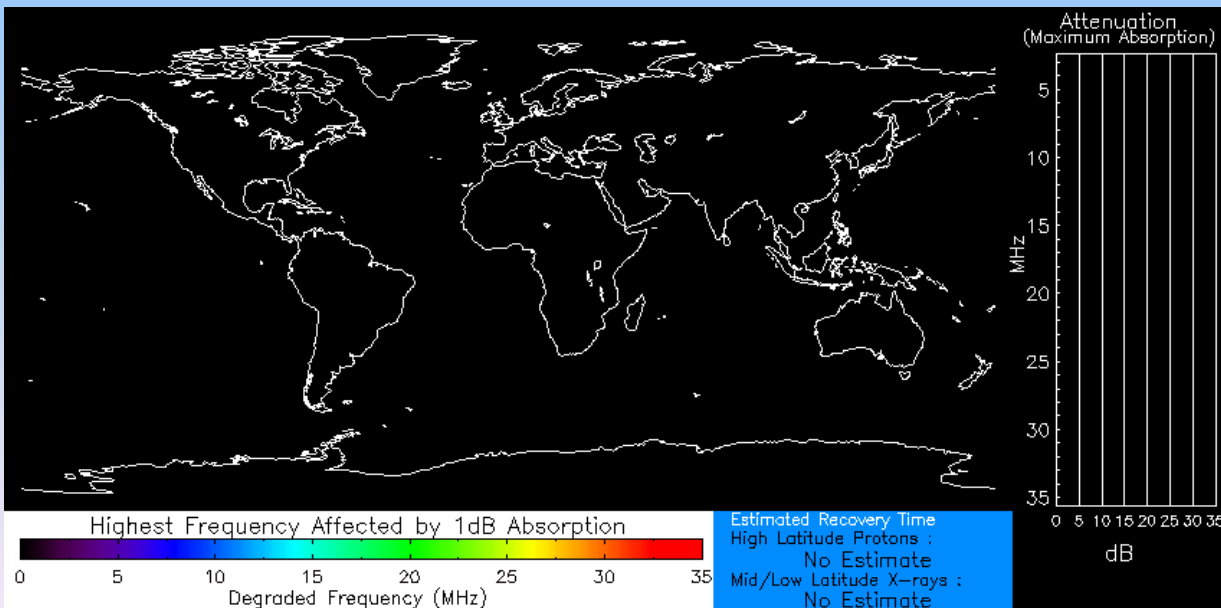 Attenuation
(Maximum Absorption)
5
10
15
20
25
30
35
MHz
0 5 10 15 20 25 30 35
dB
Highest Frequency Affected by 1dB Absorption
0 5 10 15 20 25 30 35
Degraded Frequency (MHz)
Estimated Recovery Time
High Latitude Protons :
No Estimate
Mid/Low Latitude X-rays :
No Estimate